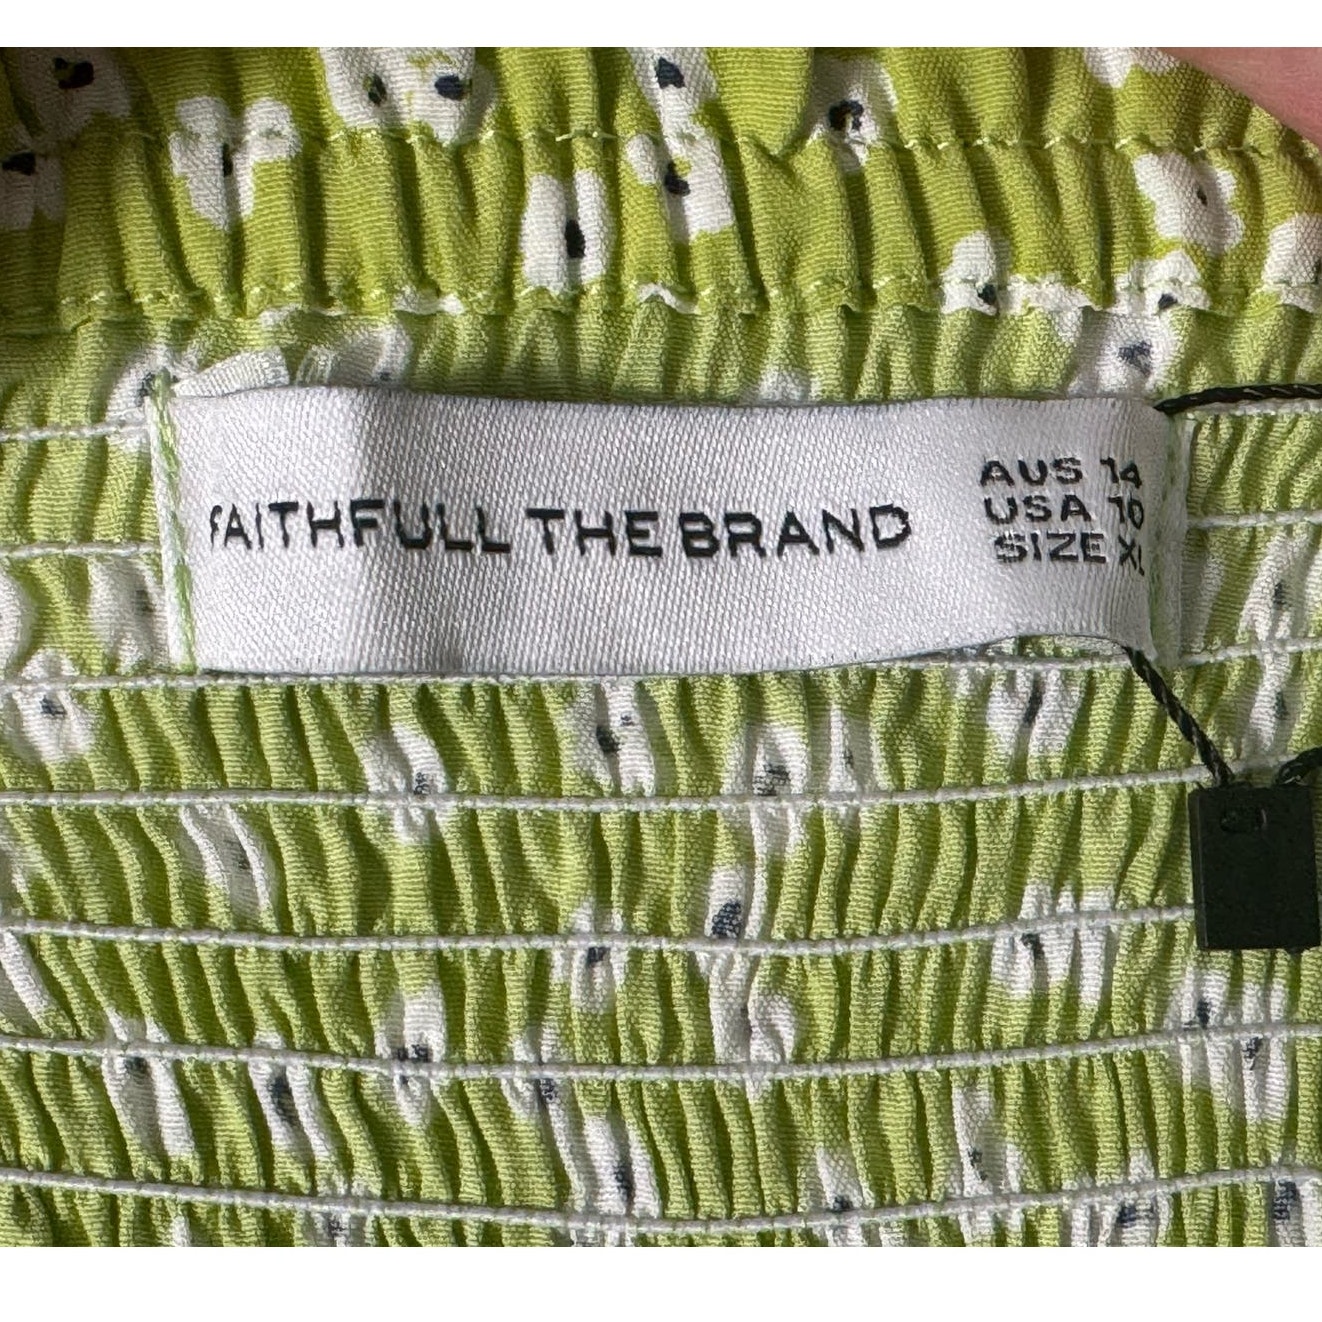 FAITHFULL THE BRAND
AUS 14
USA 10
SIZE XL